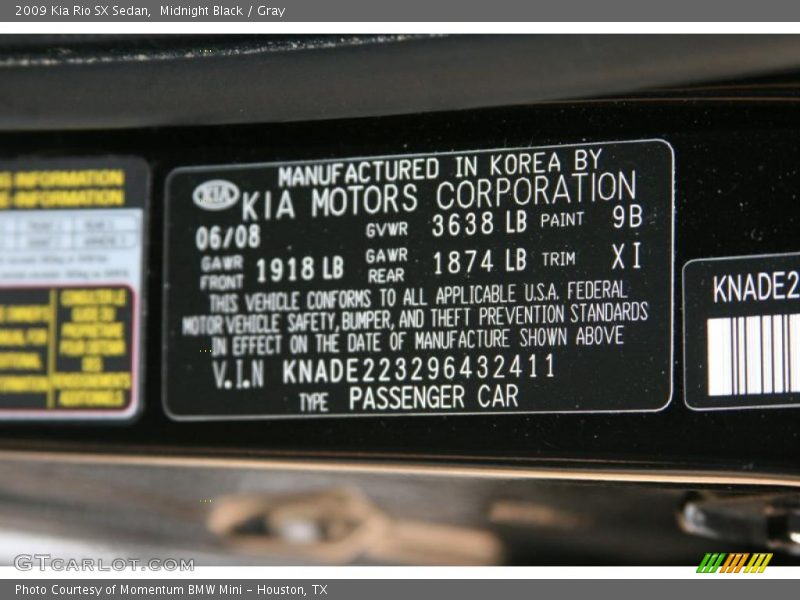 2009 Kia Rio SX Sedan, Midnight Black / Gray
INFORMATION
INFORMATION
KIA
MANUFACTURED IN KOREA BY
KIA MOTORS CORPORATION
06/08 GVWR 3638 LB PAINT 9B
GAWR FRONT 1918 LB GAWR REAR 1874 LB TRIM XI
THIS VEHICLE CONFORMS TO ALL APPLICABLE U.S.A. FEDERAL
MOTOR VEHICLE SAFETY, BUMPER, AND THEFT PREVENTION STANDARDS
IN EFFECT ON THE DATE OF MANUFACTURE SHOWN ABOVE
V.I.N KNADE223296432411
TYPE PASSENGER CAR
KNADE2
GTCarLot.com
Photo Courtesy of Momentum BMW Mini - Houston, TX